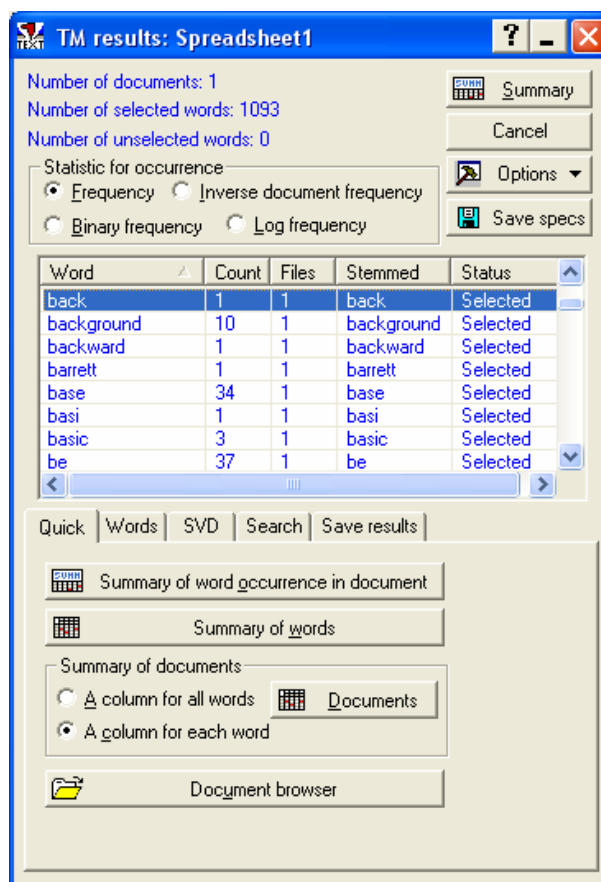 TM results: Spreadsheet1
Number of documents: 1
Number of selected words: 1093
Number of unselected words: 0
Summary
Cancel
Options
Save specs
Statistic for occurrence
Frequency Inverse document frequency
Binary frequency Log frequency
Word Count Files Stemmed Status
back 1 1 back Selected
background 10 1 background Selected
backward 1 1 backward Selected
barrett 1 1 barrett Selected
base 34 1 base Selected
basi 1 1 basi Selected
basic 3 1 basic Selected
be 37 1 be Selected
Quick Words SVD Search Save results
SUMM Summary of word occurrence in document
Summary of words
Summary of documents
A column for all words Documents
A column for each word
Document browser